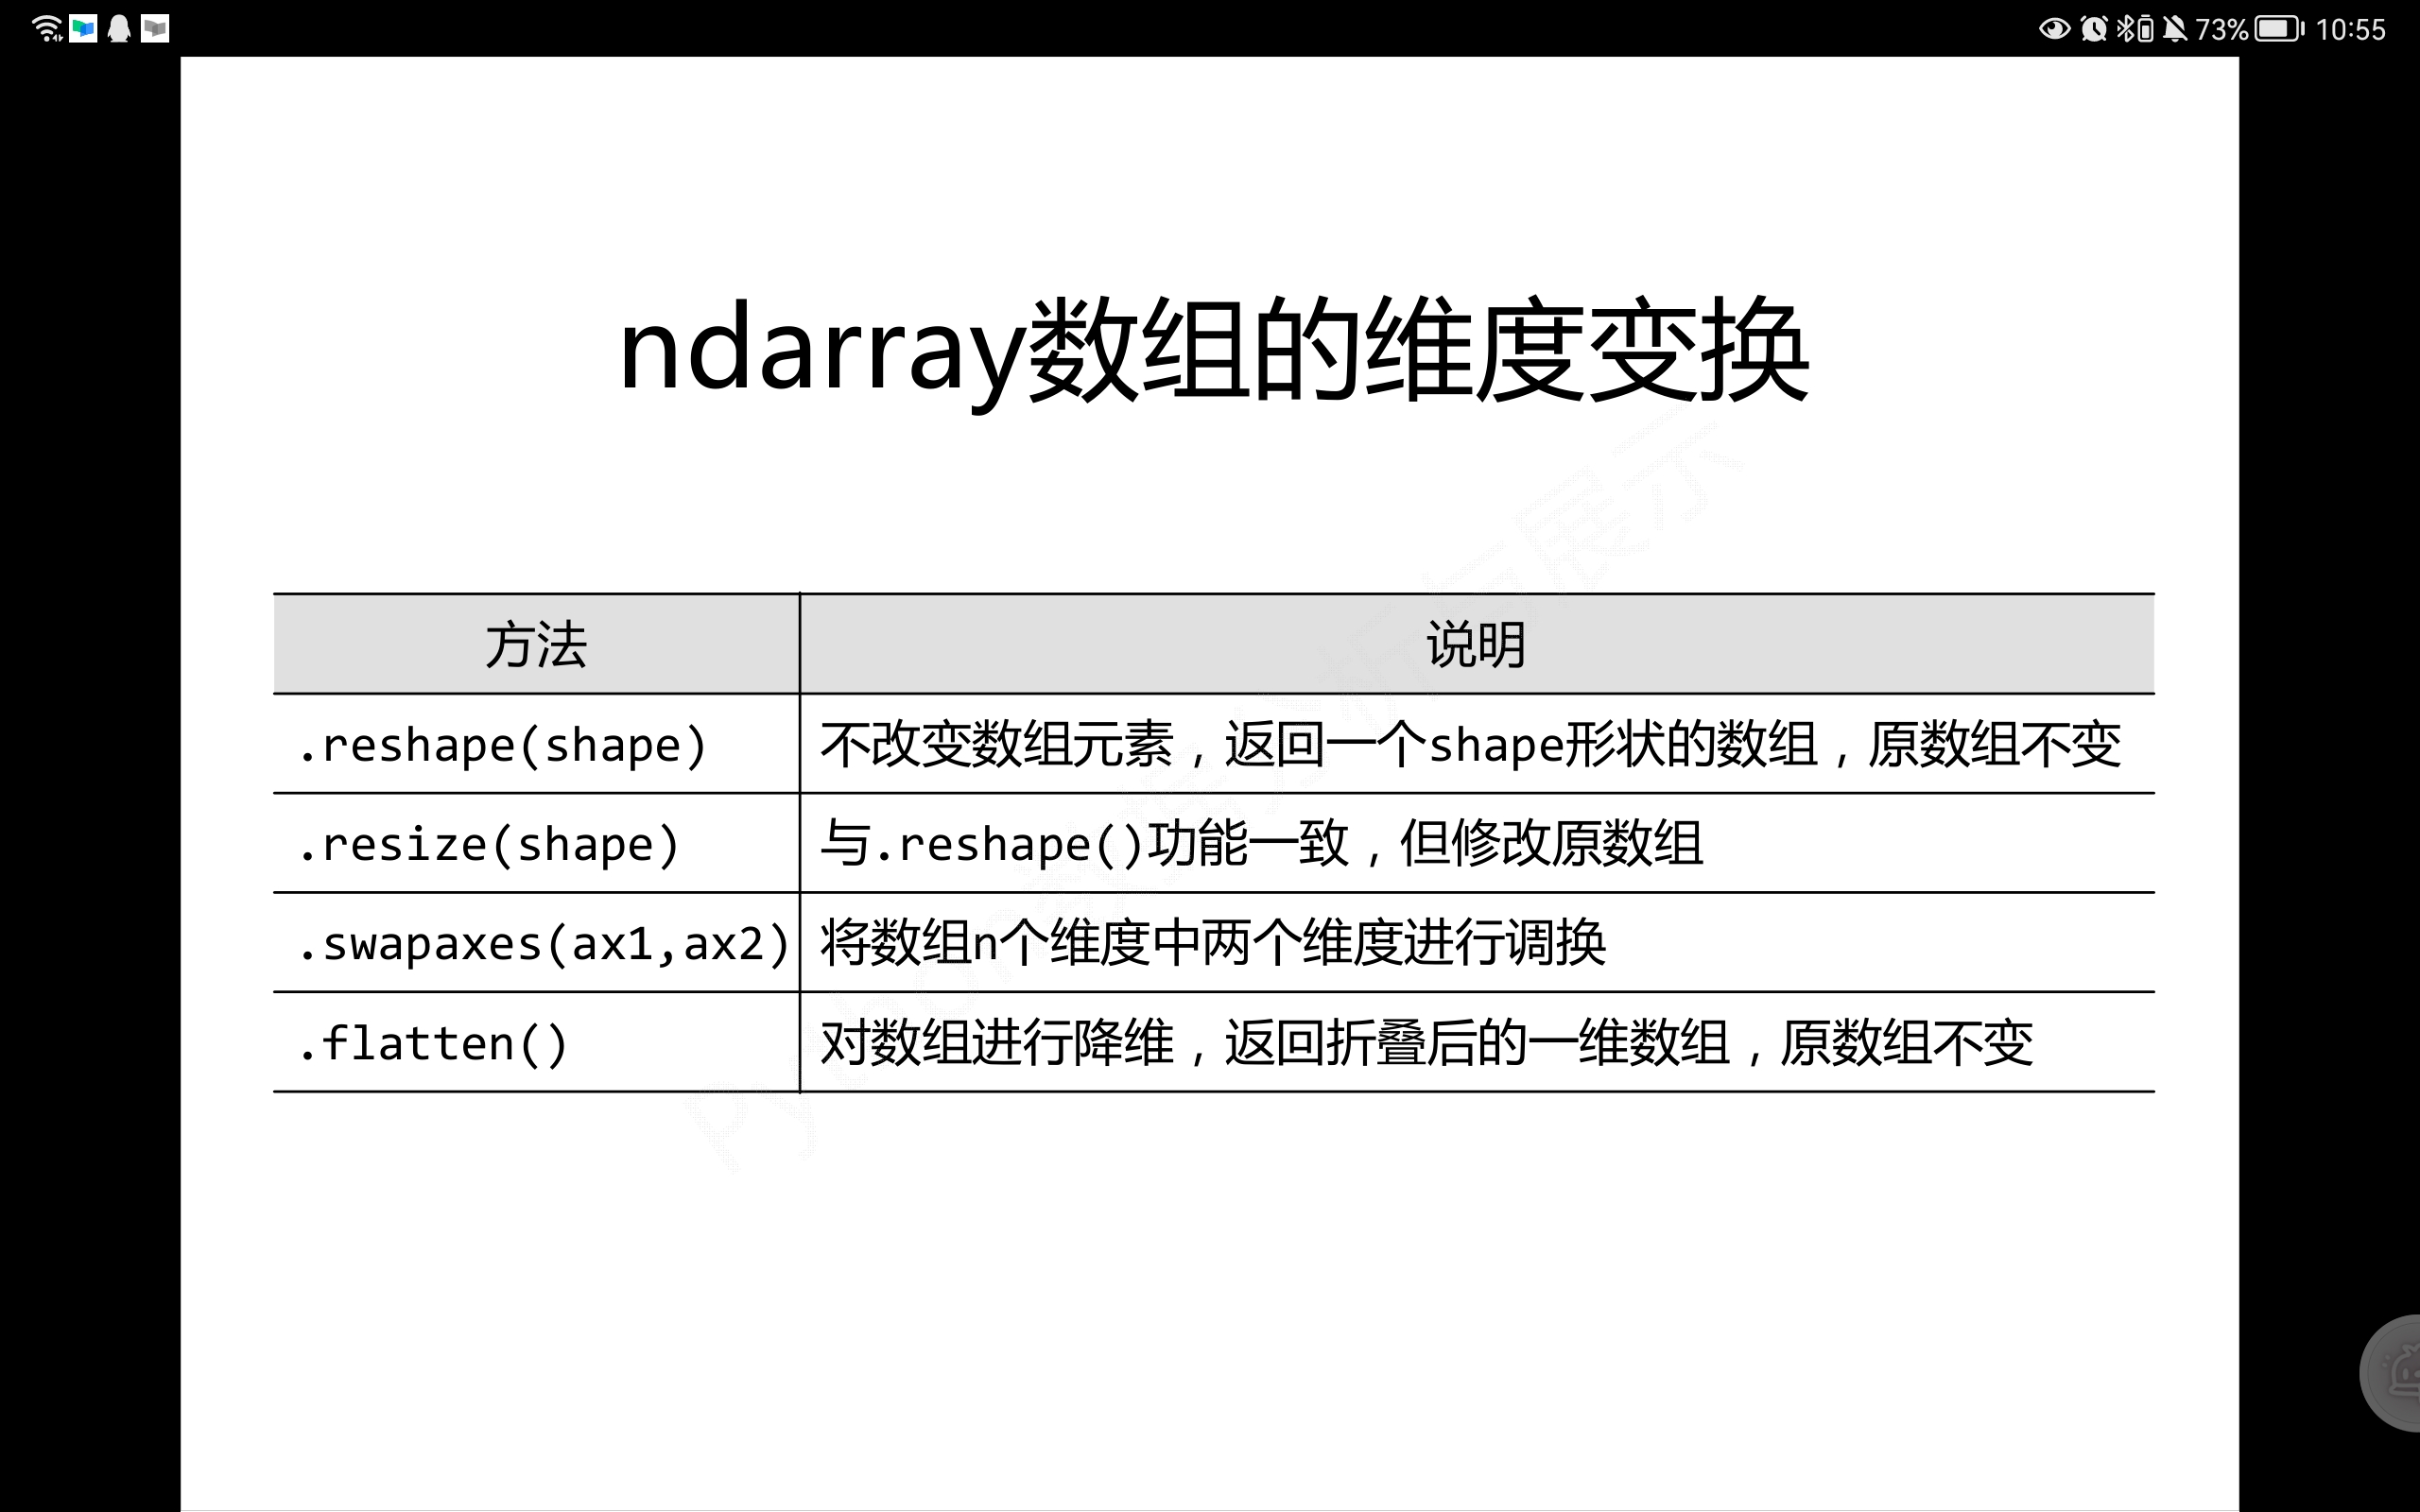 73% 10:55
ndarray数组的维度变换
方法 说明
.reshape(shape) 不改变数组元素，返回一个shape形状的数组，原数组不变
.resize(shape) 与.reshape()功能一致，但修改原数组
.swapaxes(ax1,ax2) 将数组n个维度中两个维度进行调换
.flatten() 对数组进行降维，返回折叠后的一维数组，原数组不变